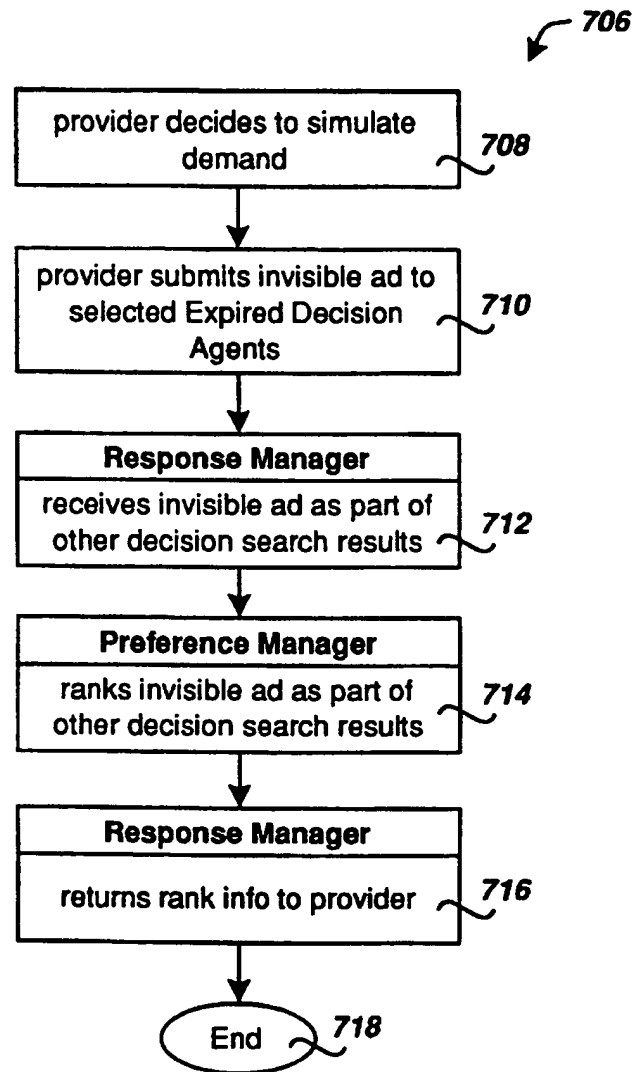 706
provider decides to simulate
demand
708
provider submits invisible ad to
selected Expired Decision
Agents
710
Response Manager
receives invisible ad as part of
other decision search results
712
Preference Manager
ranks invisible ad as part of
other decision search results
714
Response Manager
returns rank info to provider
716
End
718